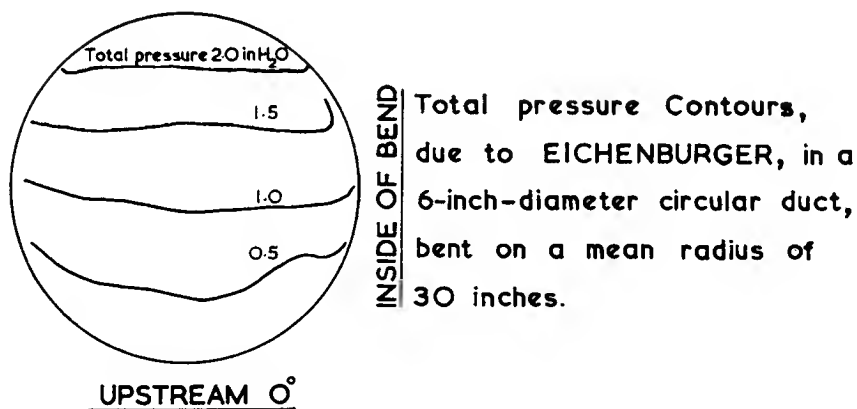 Total pressure 2·0 in H₂O
1·5
1·0
0·5
UPSTREAM 0°
INSIDE OF BEND
Total pressure Contours,
due to EICHENBURGER, in a
6-inch-diameter circular duct,
bent on a mean radius of
30 inches.